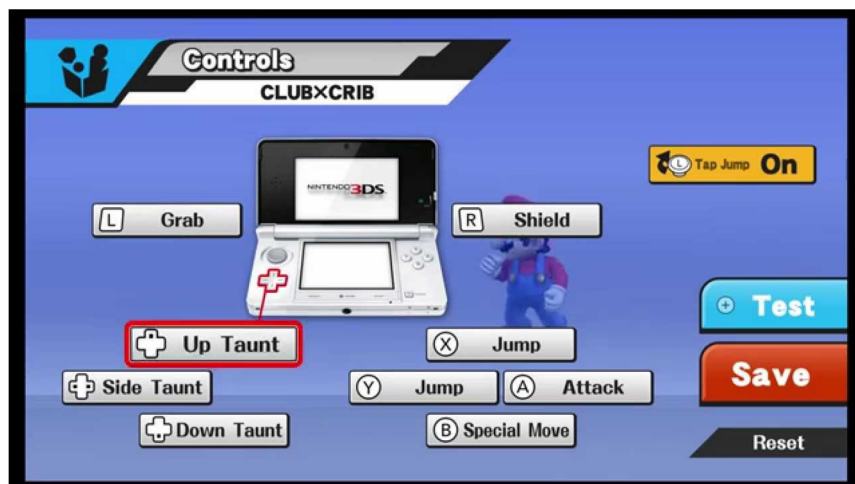 Controls
CLUB×CRIB
L Tap Jump On
NINTENDO 3DS
L Grab
R Shield
Up Taunt
X Jump
Side Taunt
Y Jump
A Attack
Down Taunt
B Special Move
Test
Save
Reset